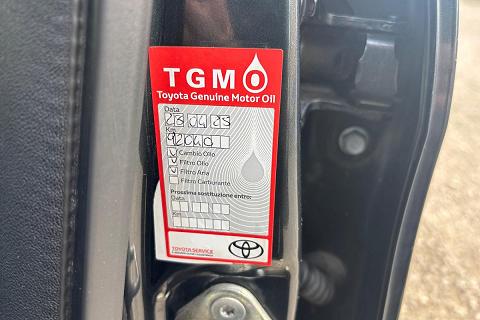 TGMO
Toyota Genuine Motor Oil
Data
Km
Cambio Olio
Filtro Olio
Filtro Aria
Filtro Carburante
Prossima sostituzione entro:
Data
Km
TOYOTA SERVICE